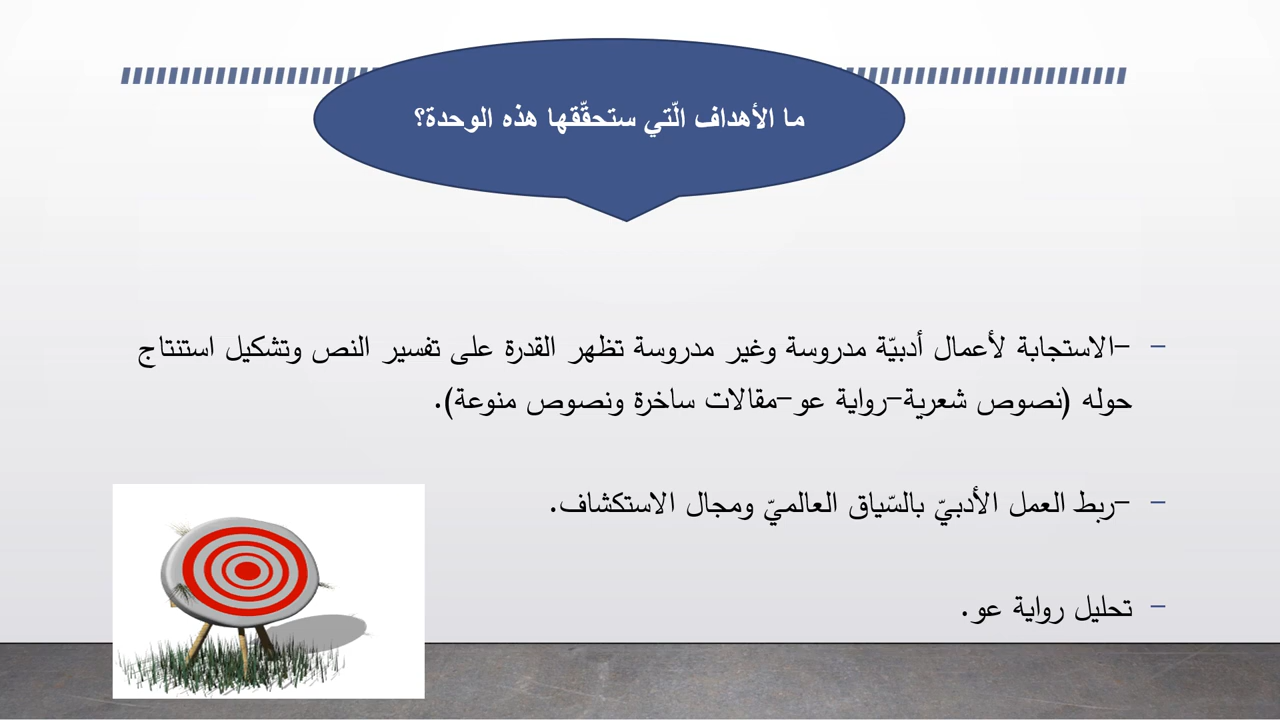 ما الأهداف الّتي ستحقّقها هذه الوحدة؟
– -الاستجابة لأعمال أدبيّة مدروسة وغير مدروسة تظهر القدرة على تفسير النص وتشكيل استنتاج
حوله (نصوص شعرية-رواية عو-مقالات ساخرة ونصوص منوعة).
– -ربط العمل الأدبيّ بالسّياق العالميّ ومجال الاستكشاف.
– تحليل رواية عو.